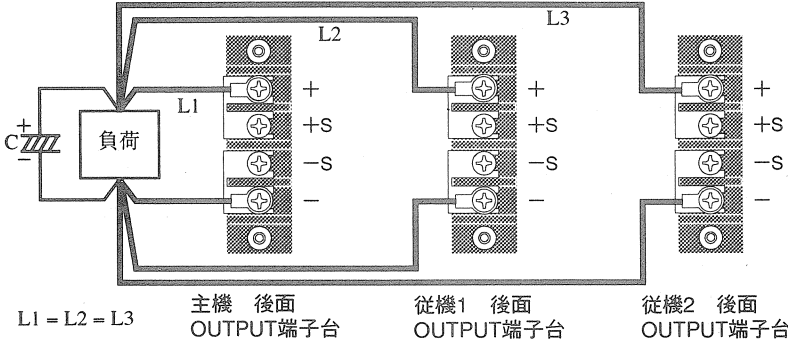 L3
L2
L1
+
+S
−S
−
+
+S
−S
−
+
+S
−S
−
+
C
−
負荷
L1 = L2 = L3
主機 後面
OUTPUT端子台
従機1 後面
OUTPUT端子台
従機2 後面
OUTPUT端子台